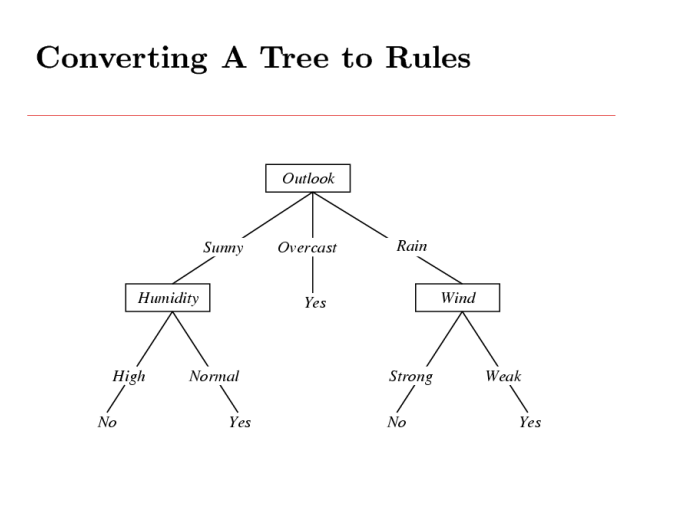 Converting A Tree to Rules
Outlook
Sunny Overcast Rain
Humidity Yes Wind
High Normal Strong Weak
No Yes No Yes